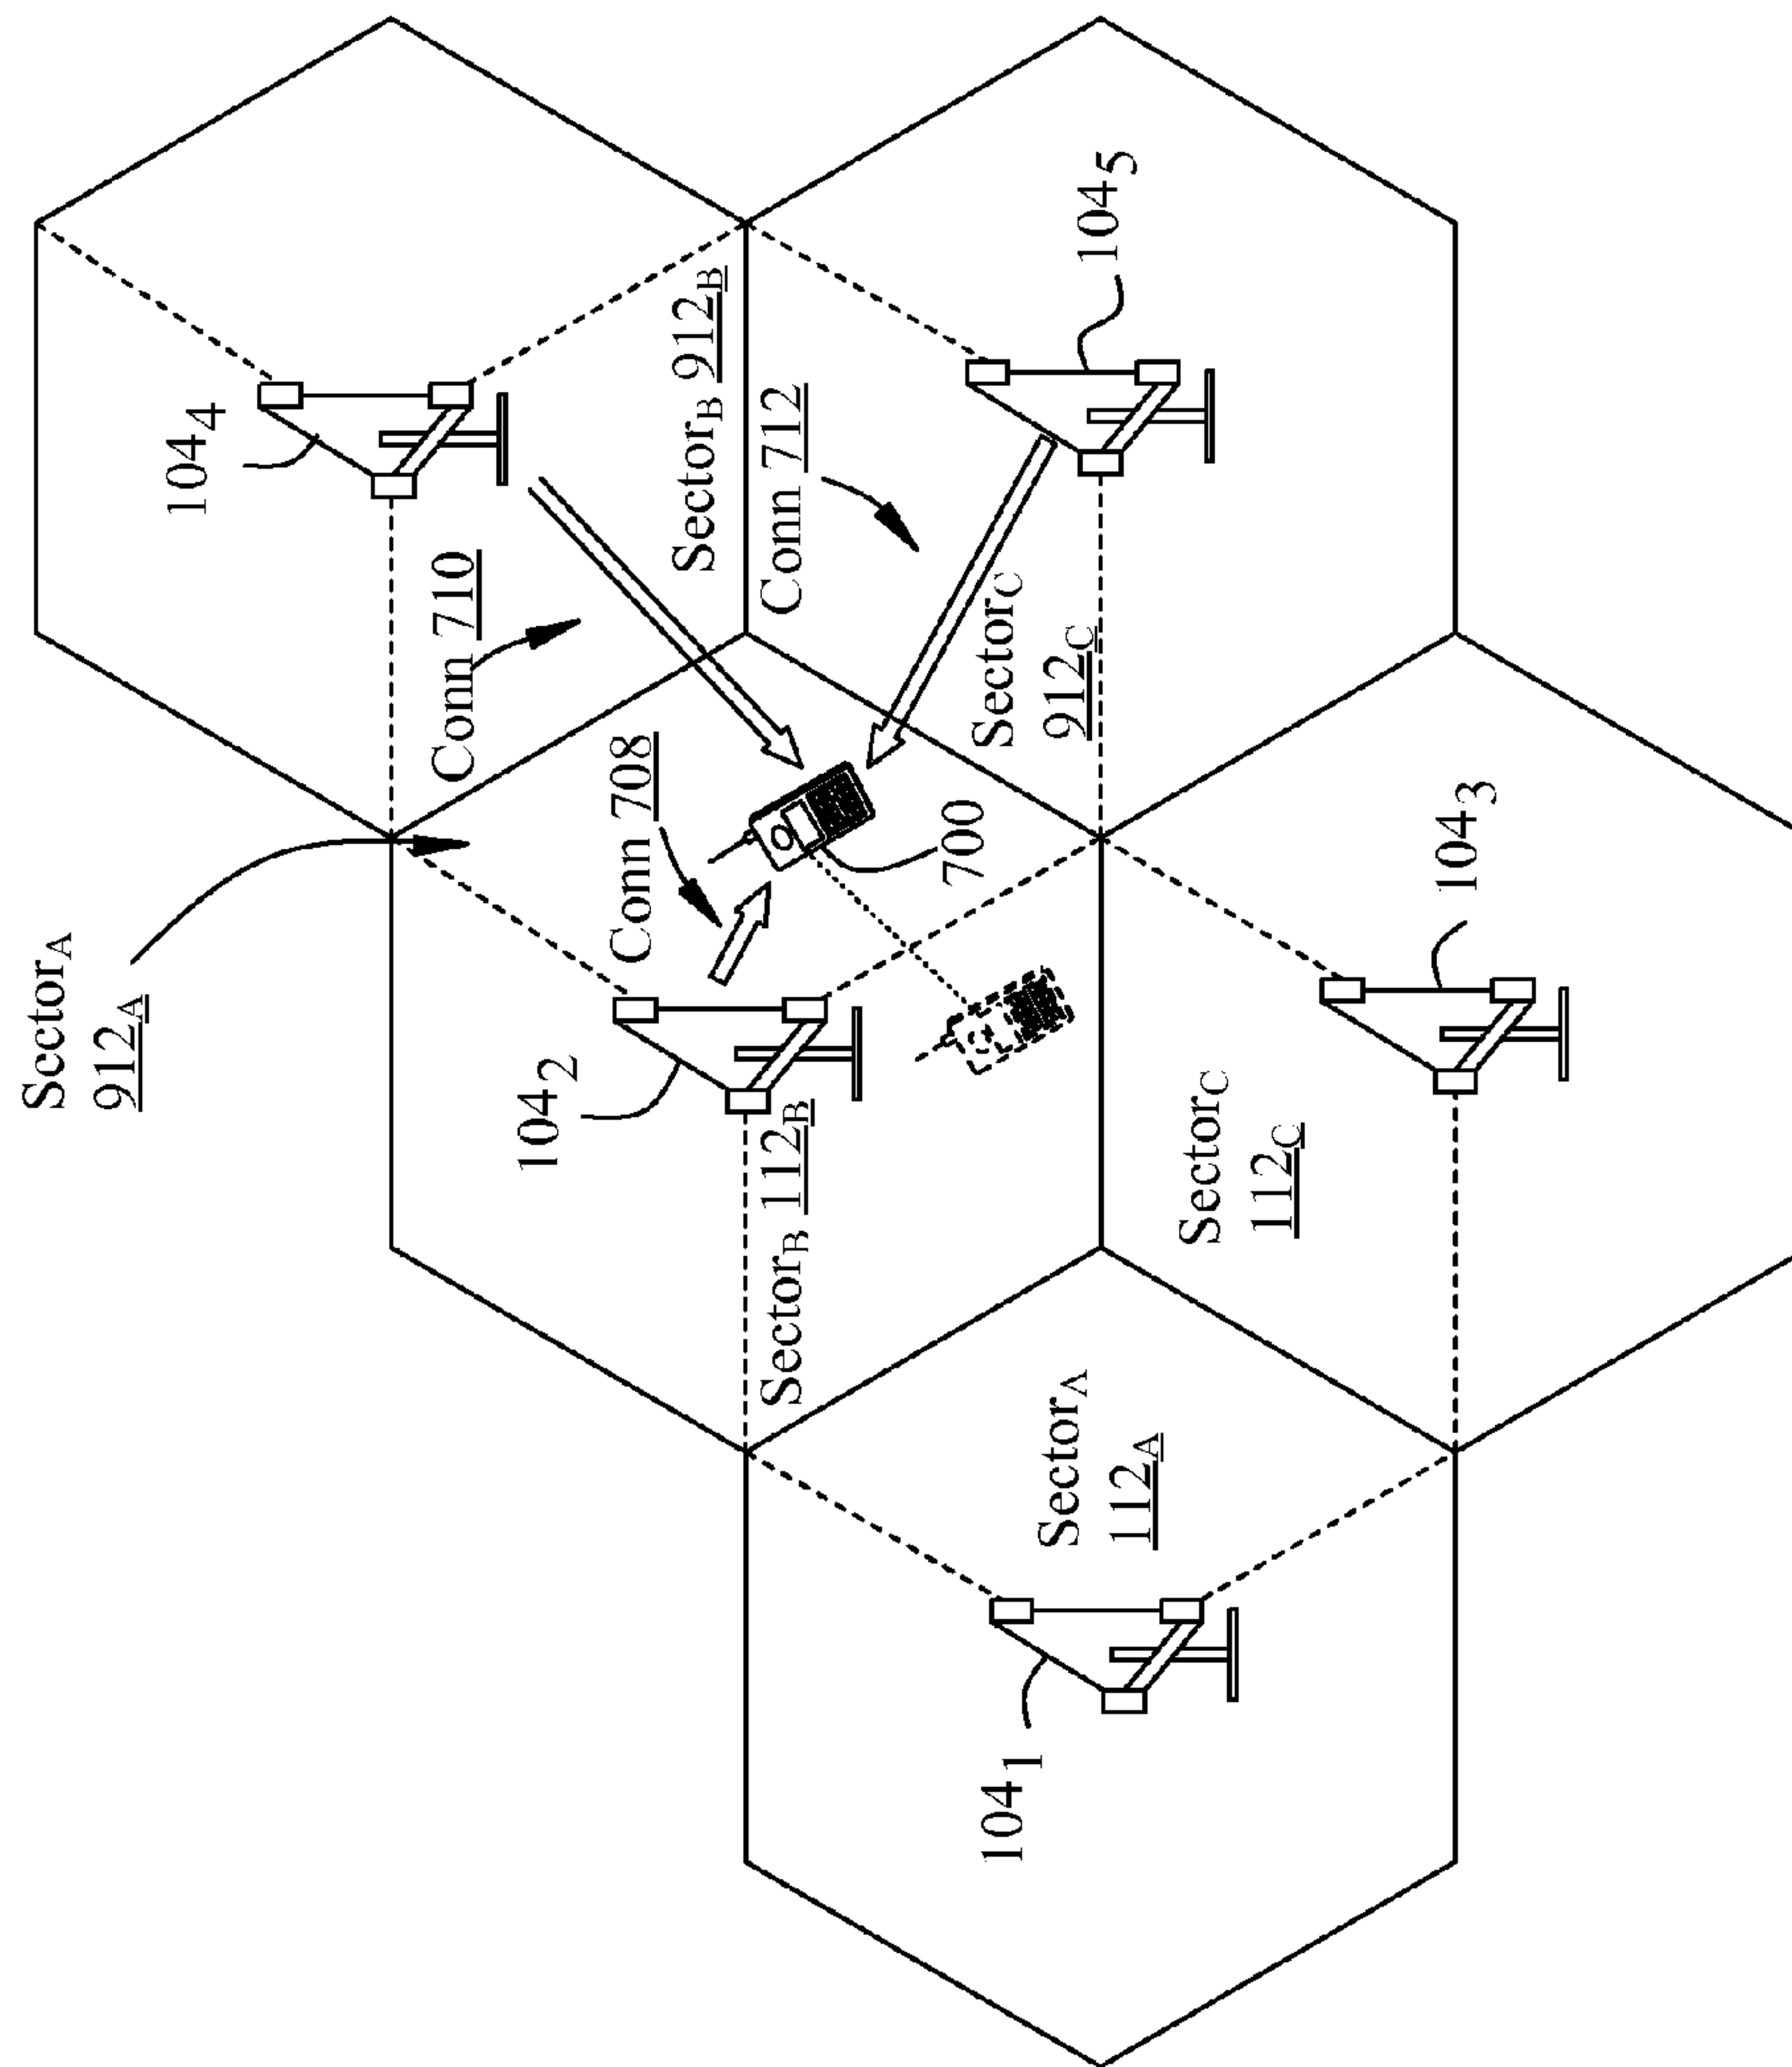 Sector_A
912_A
104_4
Conn 710
Sector_B 912_B
Conn 712
104_5
Conn 708
700
Sector_C
912_C
104_2
Sector_B 112_B
104_3
Sector_C
112_C
Sector_A
112_A
104_1